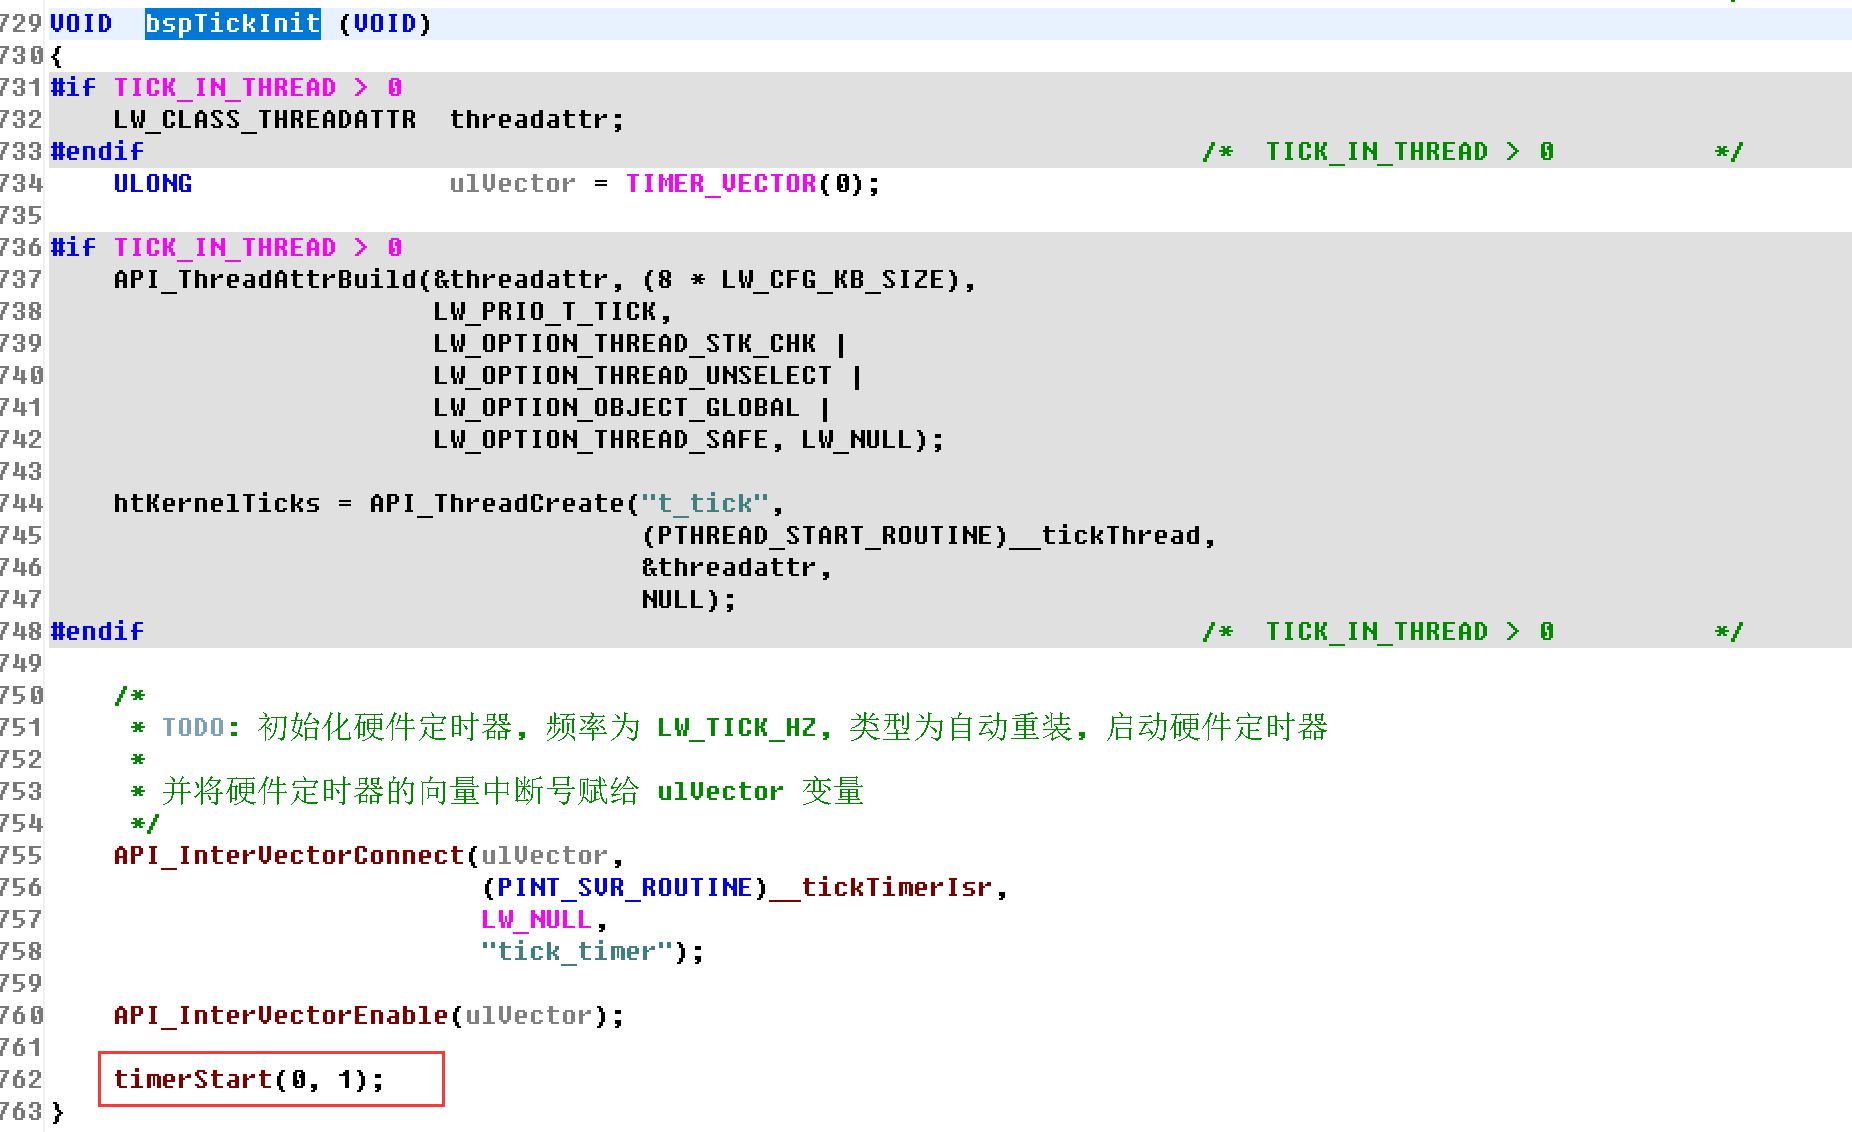 729 VOID  bspTickInit (VOID)
730 {
731 #if TICK_IN_THREAD > 0
732     LW_CLASS_THREADATTR  threadattr;
733 #endif                                                                  /*  TICK_IN_THREAD > 0          */
734     ULONG                ulVector = TIMER_VECTOR(0);
735
736 #if TICK_IN_THREAD > 0
737     API_ThreadAttrBuild(&threadattr, (8 * LW_CFG_KB_SIZE),
738                         LW_PRIO_T_TICK,
739                         LW_OPTION_THREAD_STK_CHK |
740                         LW_OPTION_THREAD_UNSELECT |
741                         LW_OPTION_OBJECT_GLOBAL |
742                         LW_OPTION_THREAD_SAFE, LW_NULL);
743
744     htKernelTicks = API_ThreadCreate("t_tick",
745                                      (PTHREAD_START_ROUTINE)__tickThread,
746                                      &threadattr,
747                                      NULL);
748 #endif                                                                  /*  TICK_IN_THREAD > 0          */
749
750     /*
751      * TODO: 初始化硬件定时器，频率为 LW_TICK_HZ，类型为自动重装，启动硬件定时器
752      *
753      * 并将硬件定时器的向量中断号赋给 ulVector 变量
754      */
755     API_InterVectorConnect(ulVector,
756                            (PINT_SVR_ROUTINE)__tickTimerIsr,
757                            LW_NULL,
758                            "tick_timer");
759
760     API_InterVectorEnable(ulVector);
761
762     timerStart(0, 1);
763 }